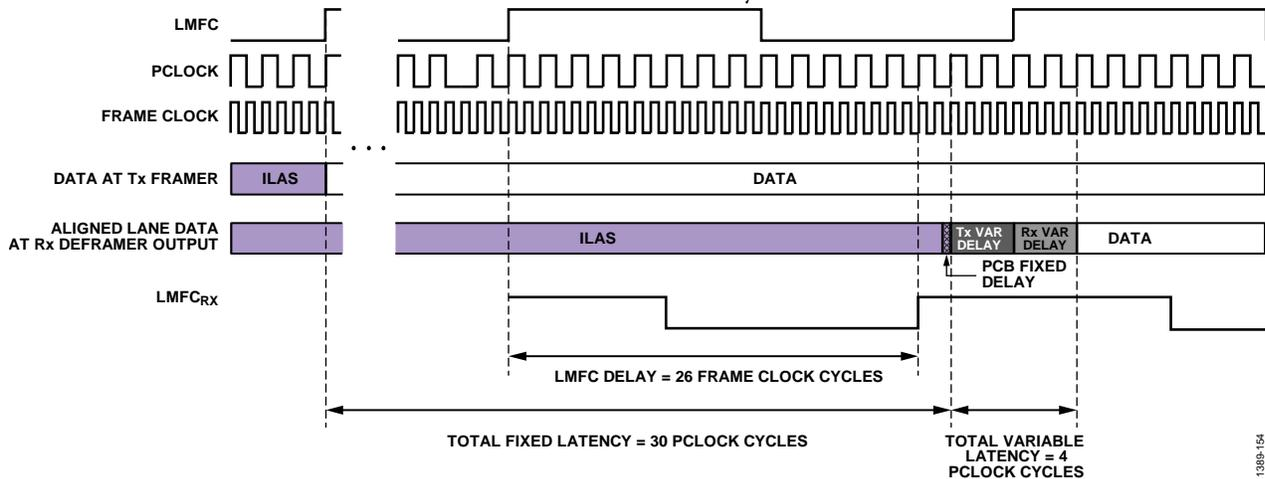 LMFC
PCLOCK
FRAME CLOCK
. . .
DATA AT Tx FRAMER
ILAS
DATA
ALIGNED LANE DATA
AT Rx DEFRAMER OUTPUT
ILAS
Tx VAR
DELAY
Rx VAR
DELAY
DATA
PCB FIXED
DELAY
LMFCRX
LMFC DELAY = 26 FRAME CLOCK CYCLES
TOTAL FIXED LATENCY = 30 PCLOCK CYCLES
TOTAL VARIABLE
LATENCY = 4
PCLOCK CYCLES
1389-154